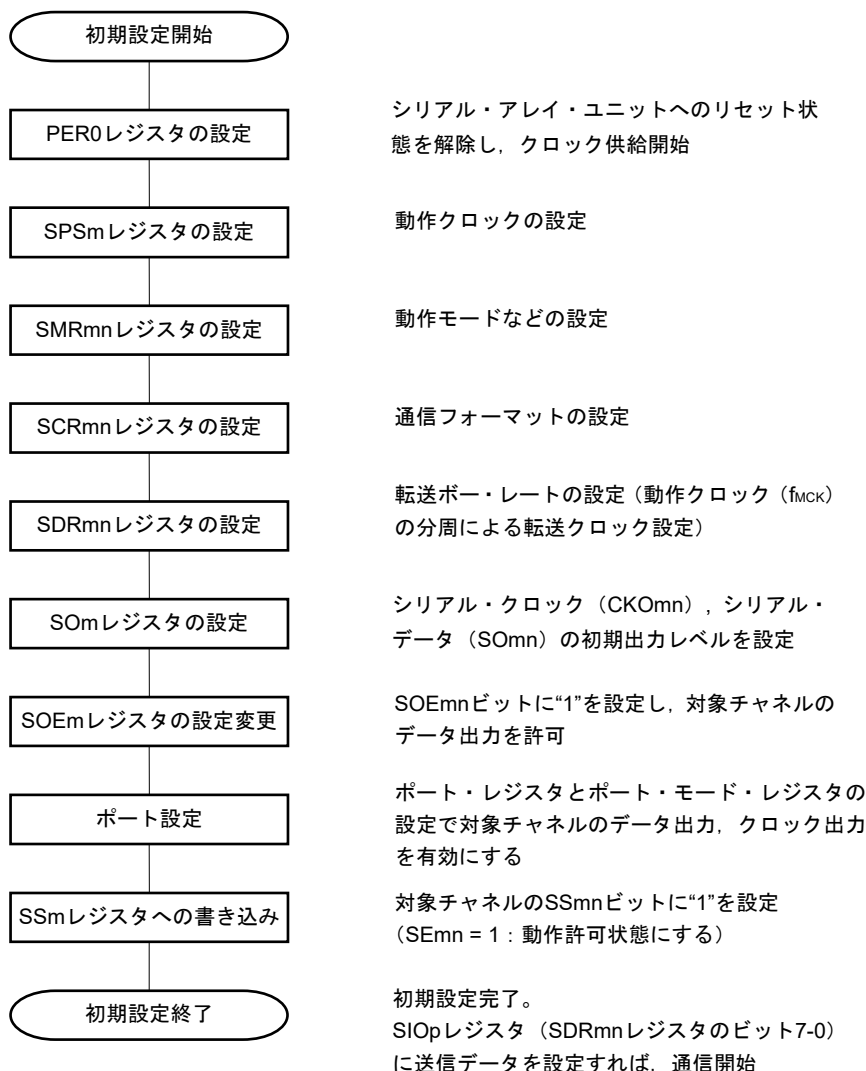 初期設定開始
PER0レジスタの設定
シリアル・アレイ・ユニットへのリセット状
態を解除し，クロック供給開始
SPSmレジスタの設定
動作クロックの設定
SMRmnレジスタの設定
動作モードなどの設定
SCRmnレジスタの設定
通信フォーマットの設定
SDRmnレジスタの設定
転送ボー・レートの設定（動作クロック（fMCK）
の分周による転送クロック設定）
SOmレジスタの設定
シリアル・クロック（CKOmn）, シリアル・
データ（SOmn）の初期出力レベルを設定
SOEmレジスタの設定変更
SOEmnビットに“1”を設定し，対象チャネルの
データ出力を許可
ポート設定
ポート・レジスタとポート・モード・レジスタの
設定で対象チャネルのデータ出力，クロック出力
を有効にする
SSmレジスタへの書き込み
対象チャネルのSSmnビットに“1”を設定
（SEmn = 1：動作許可状態にする）
初期設定終了
初期設定完了。
SIOpレジスタ（SDRmnレジスタのビット7-0）
に送信データを設定すれば，通信開始